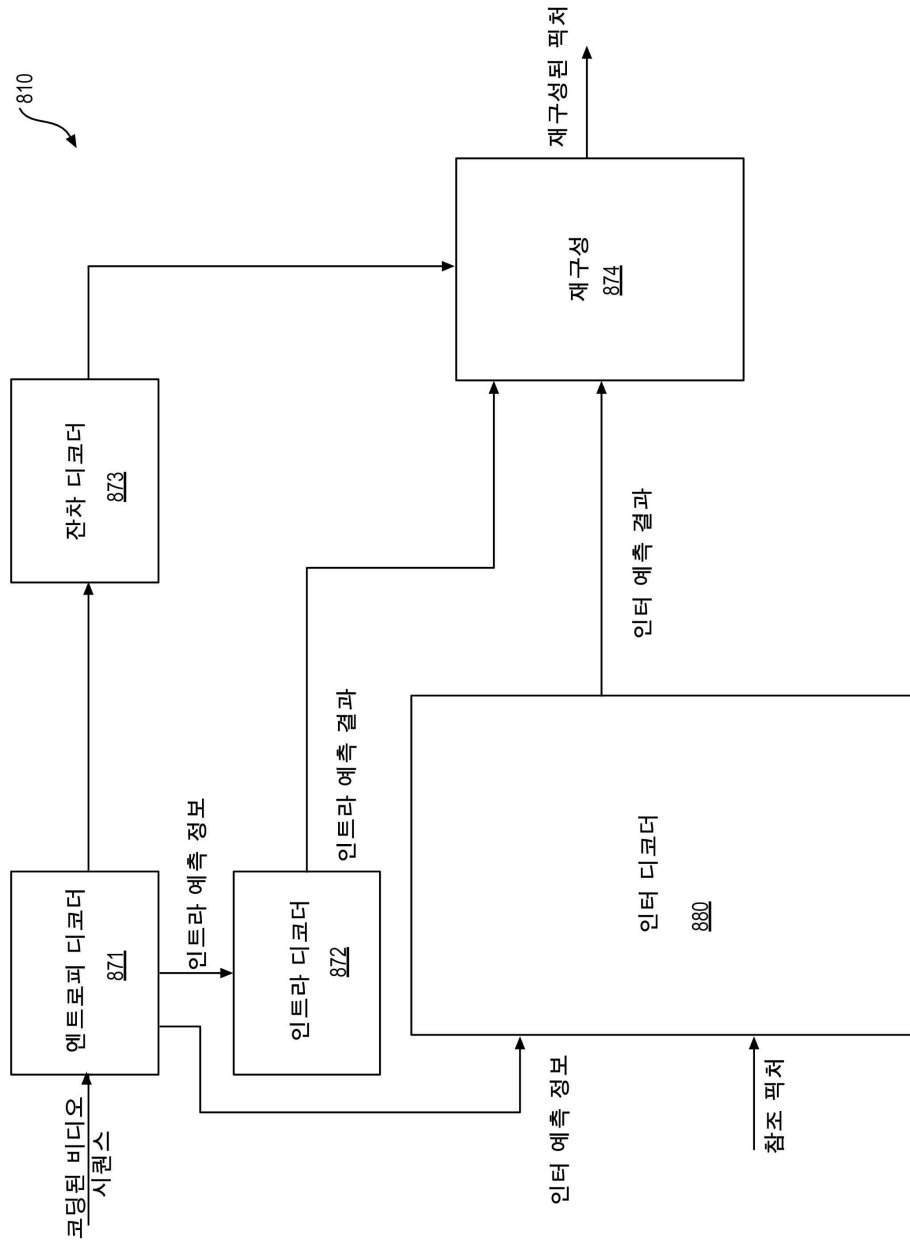 810
코딩된 비디오
시퀀스
엔트로피 디코더
871
잔차 디코더
873
인트라 예측 정보
인트라 디코더
872
인트라 예측 결과
재구성
874
재구성된 픽처
인터 예측 정보
참조 픽처
인터 디코더
880
인터 예측 결과